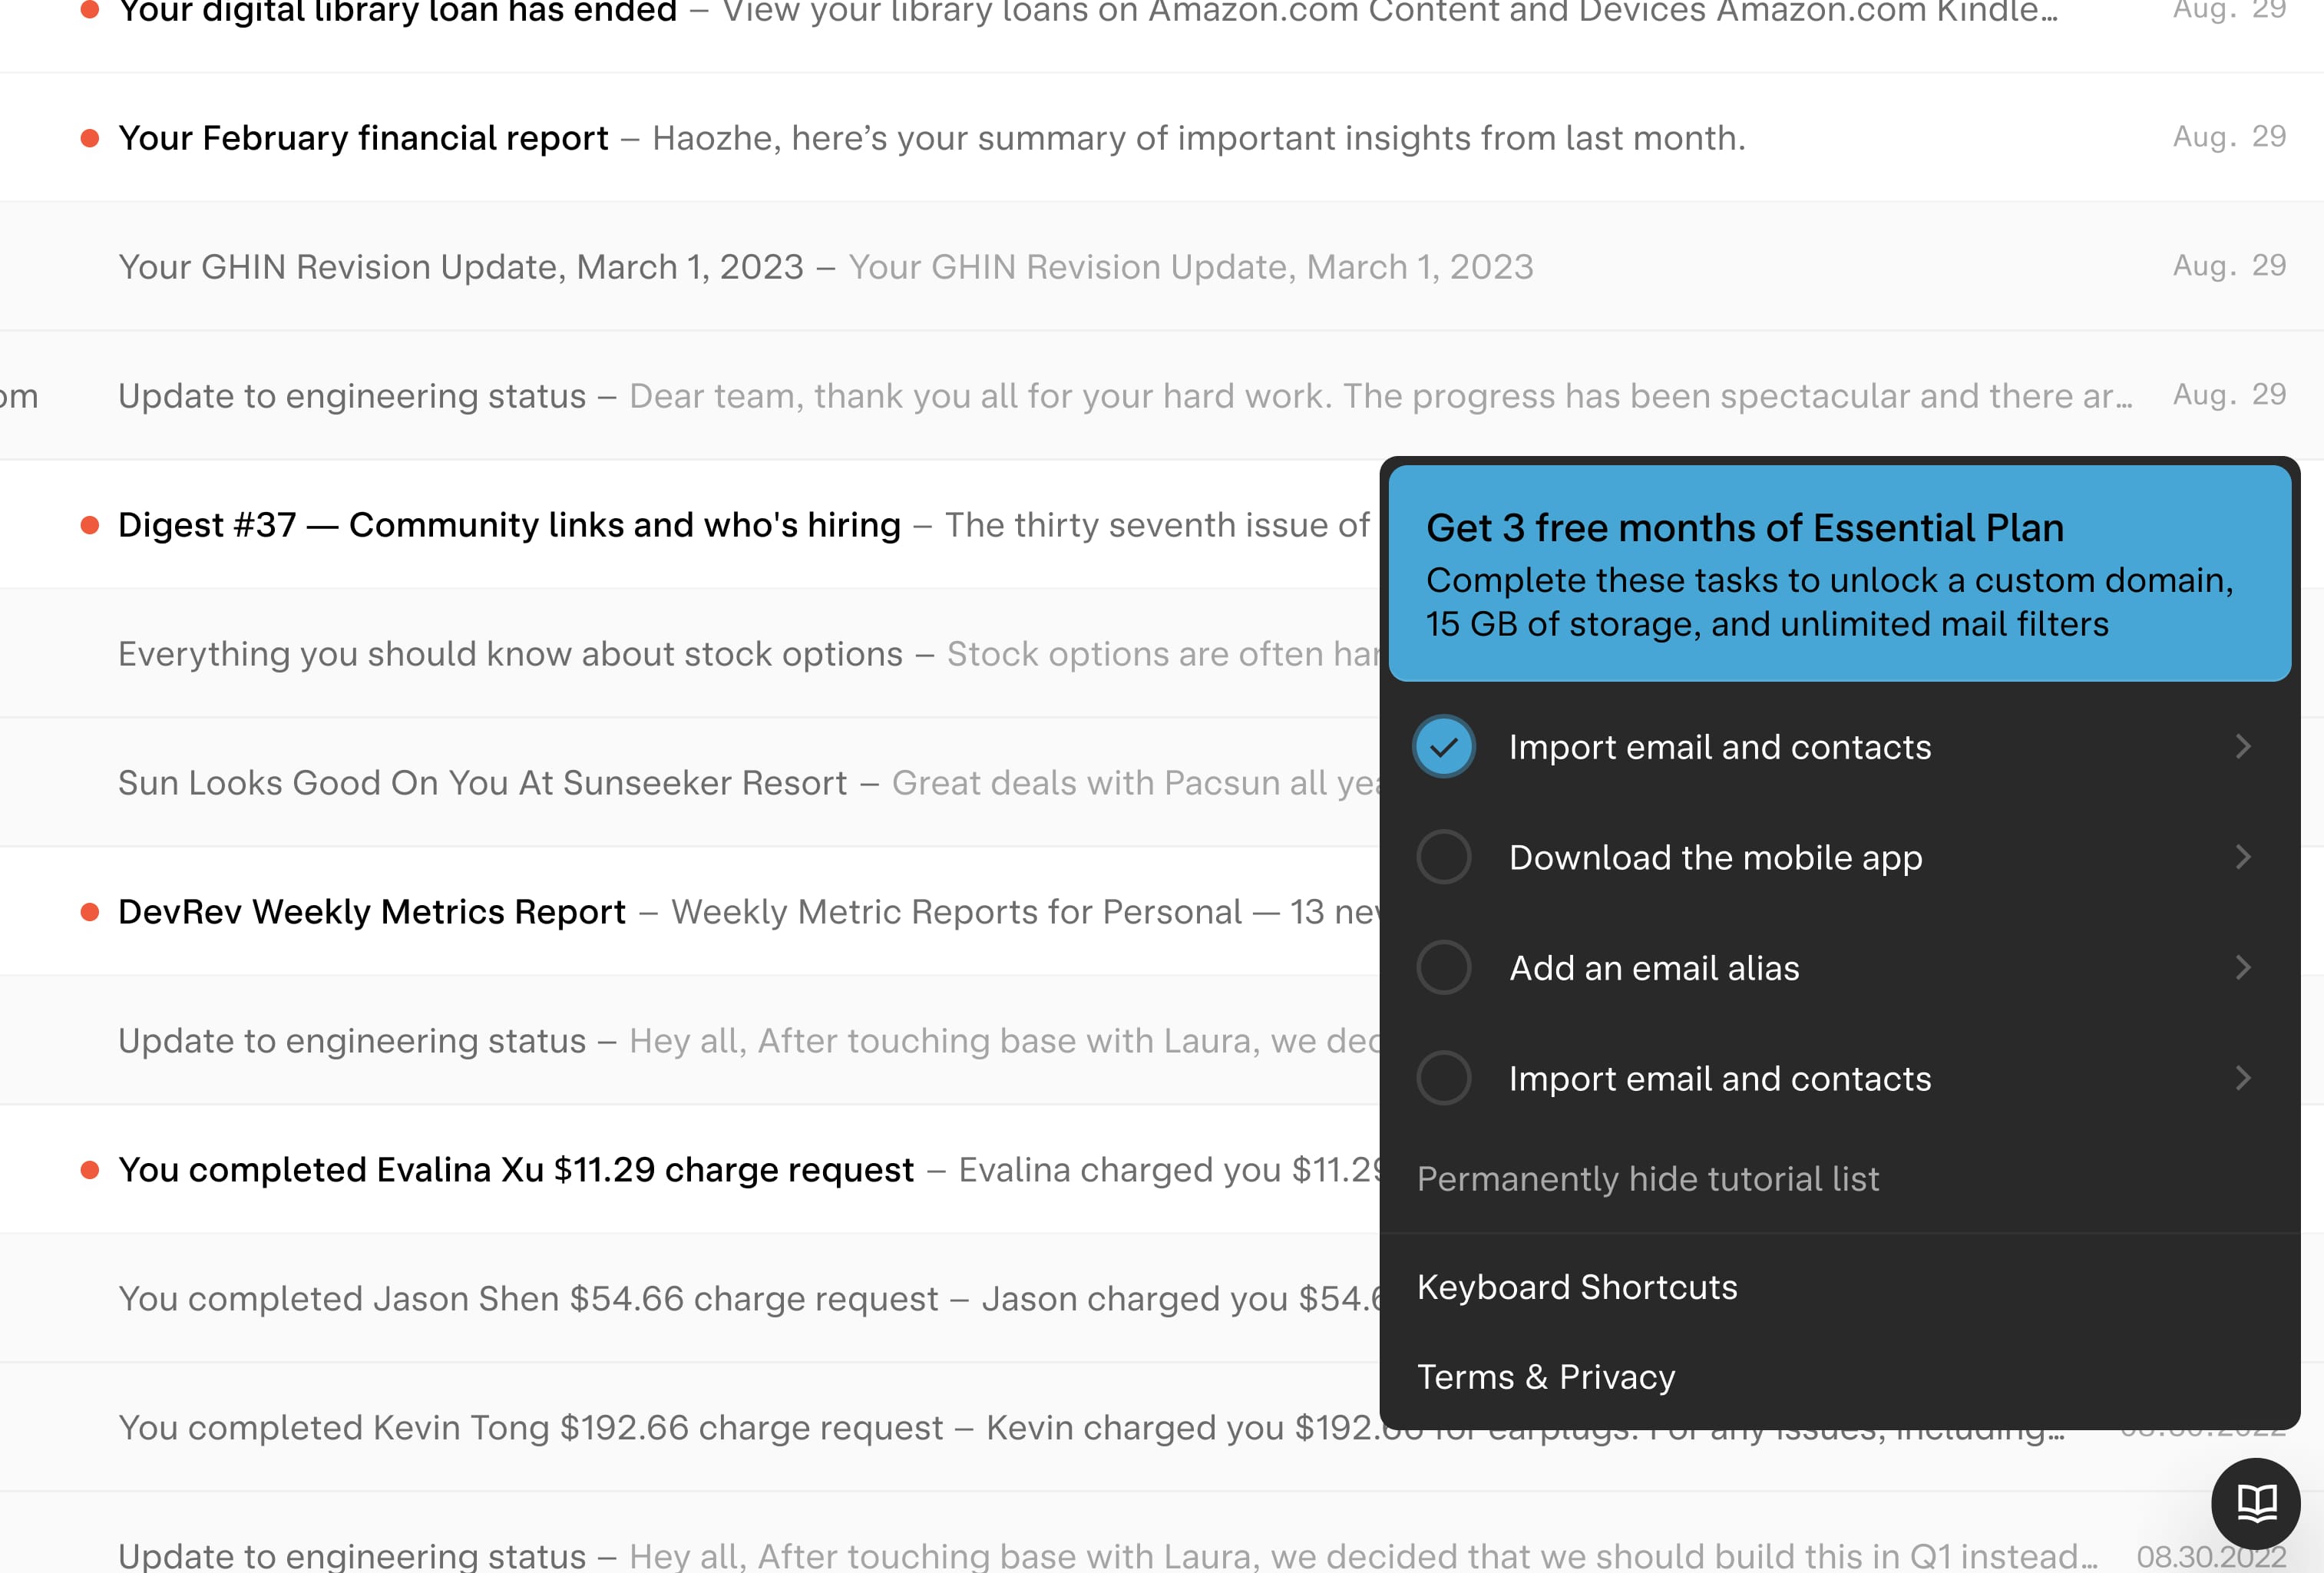 Your digital library loan has ended – View your library loans on Amazon.com Content and Devices Amazon.com Kindle… Aug. 29
Your February financial report – Haozhe, here’s your summary of important insights from last month. Aug. 29
Your GHIN Revision Update, March 1, 2023 – Your GHIN Revision Update, March 1, 2023 Aug. 29
om Update to engineering status – Dear team, thank you all for your hard work. The progress has been spectacular and there ar… Aug. 29
Digest #37 — Community links and who's hiring – The thirty seventh issue of
Everything you should know about stock options – Stock options are often har
Sun Looks Good On You At Sunseeker Resort – Great deals with Pacsun all yea
DevRev Weekly Metrics Report – Weekly Metric Reports for Personal — 13 new
Update to engineering status – Hey all, After touching base with Laura, we dec
You completed Evalina Xu $11.29 charge request – Evalina charged you $11.29
You completed Jason Shen $54.66 charge request – Jason charged you $54.6
You completed Kevin Tong $192.66 charge request – Kevin charged you $192.66 for earplugs. For any issues, including… 08.30.2022
Update to engineering status – Hey all, After touching base with Laura, we decided that we should build this in Q1 instead… 08.30.2022
Get 3 free months of Essential Plan
Complete these tasks to unlock a custom domain,
15 GB of storage, and unlimited mail filters
Import email and contacts
Download the mobile app
Add an email alias
Import email and contacts
Permanently hide tutorial list
Keyboard Shortcuts
Terms & Privacy